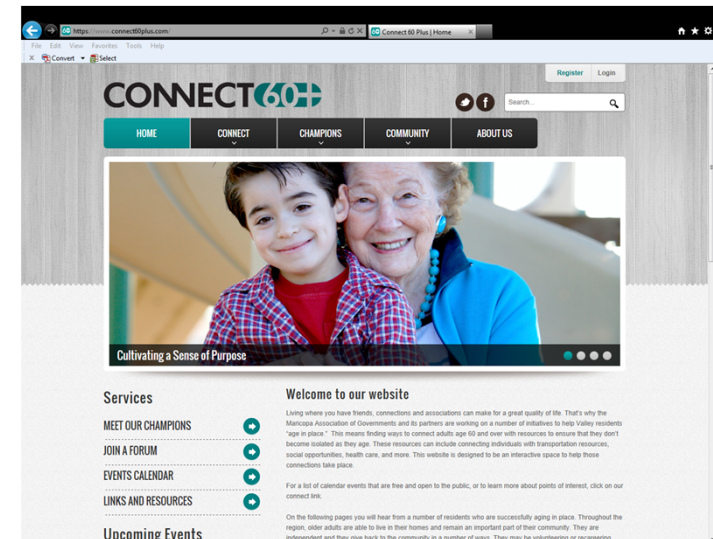 https://www.connect60plus.com/
Connect 60 Plus | Home
File Edit View Favorites Tools Help
Convert Select
Register Login
CONNECT60+
Search...
HOME CONNECT CHAMPIONS COMMUNITY ABOUT US
Cultivating a Sense of Purpose
Services
MEET OUR CHAMPIONS
JOIN A FORUM
EVENTS CALENDAR
LINKS AND RESOURCES
Upcoming Events
Welcome to our website
Living where you have friends, connections and associations can make for a great quality of life. That's why the
Maricopa Association of Governments and its partners are working on a number of initiatives to help Valley residents
"age in place." This means finding ways to connect adults age 60 and over with resources to ensure that they don't
become isolated as they age. These resources can include connecting individuals with transportation resources,
social opportunities, health care, and more. This website is designed to be an interactive space to help those
connections take place.
For a list of calendar events that are free and open to the public, or to learn more about points of interest, click on our
connect link.
On the following pages you will hear from a number of residents who are successfully aging in place. Throughout the
region, older adults are able to live in their homes and remain an important part of their community. They are
independent and they give back to the community in a number of ways. They may be volunteering or recareering